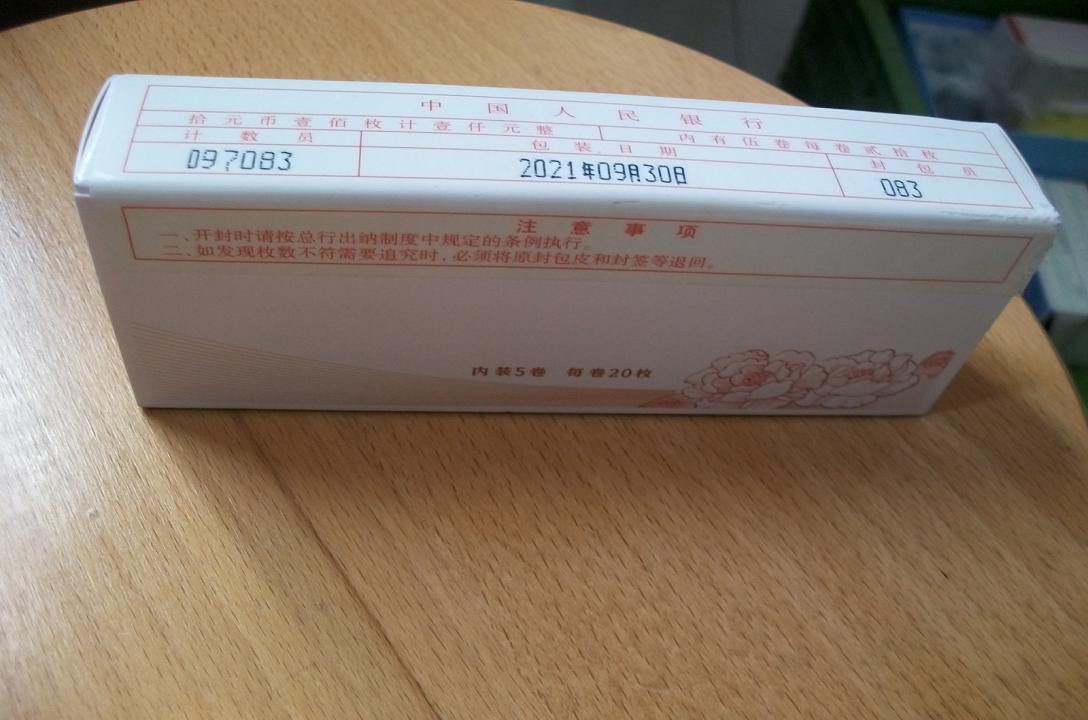 中国人民银行
拾元币壹佰枚计壹仟元整 内有伍卷每卷贰拾枚
计数员 包装日期 封包员
097083 2021年09月30日 083
注意事项
一、开封时请按总行出纳制度中规定的条例执行。
二、如发现枚数不符需要追究时，必须将原封包皮和封签等退回。
内装5卷 每卷20枚